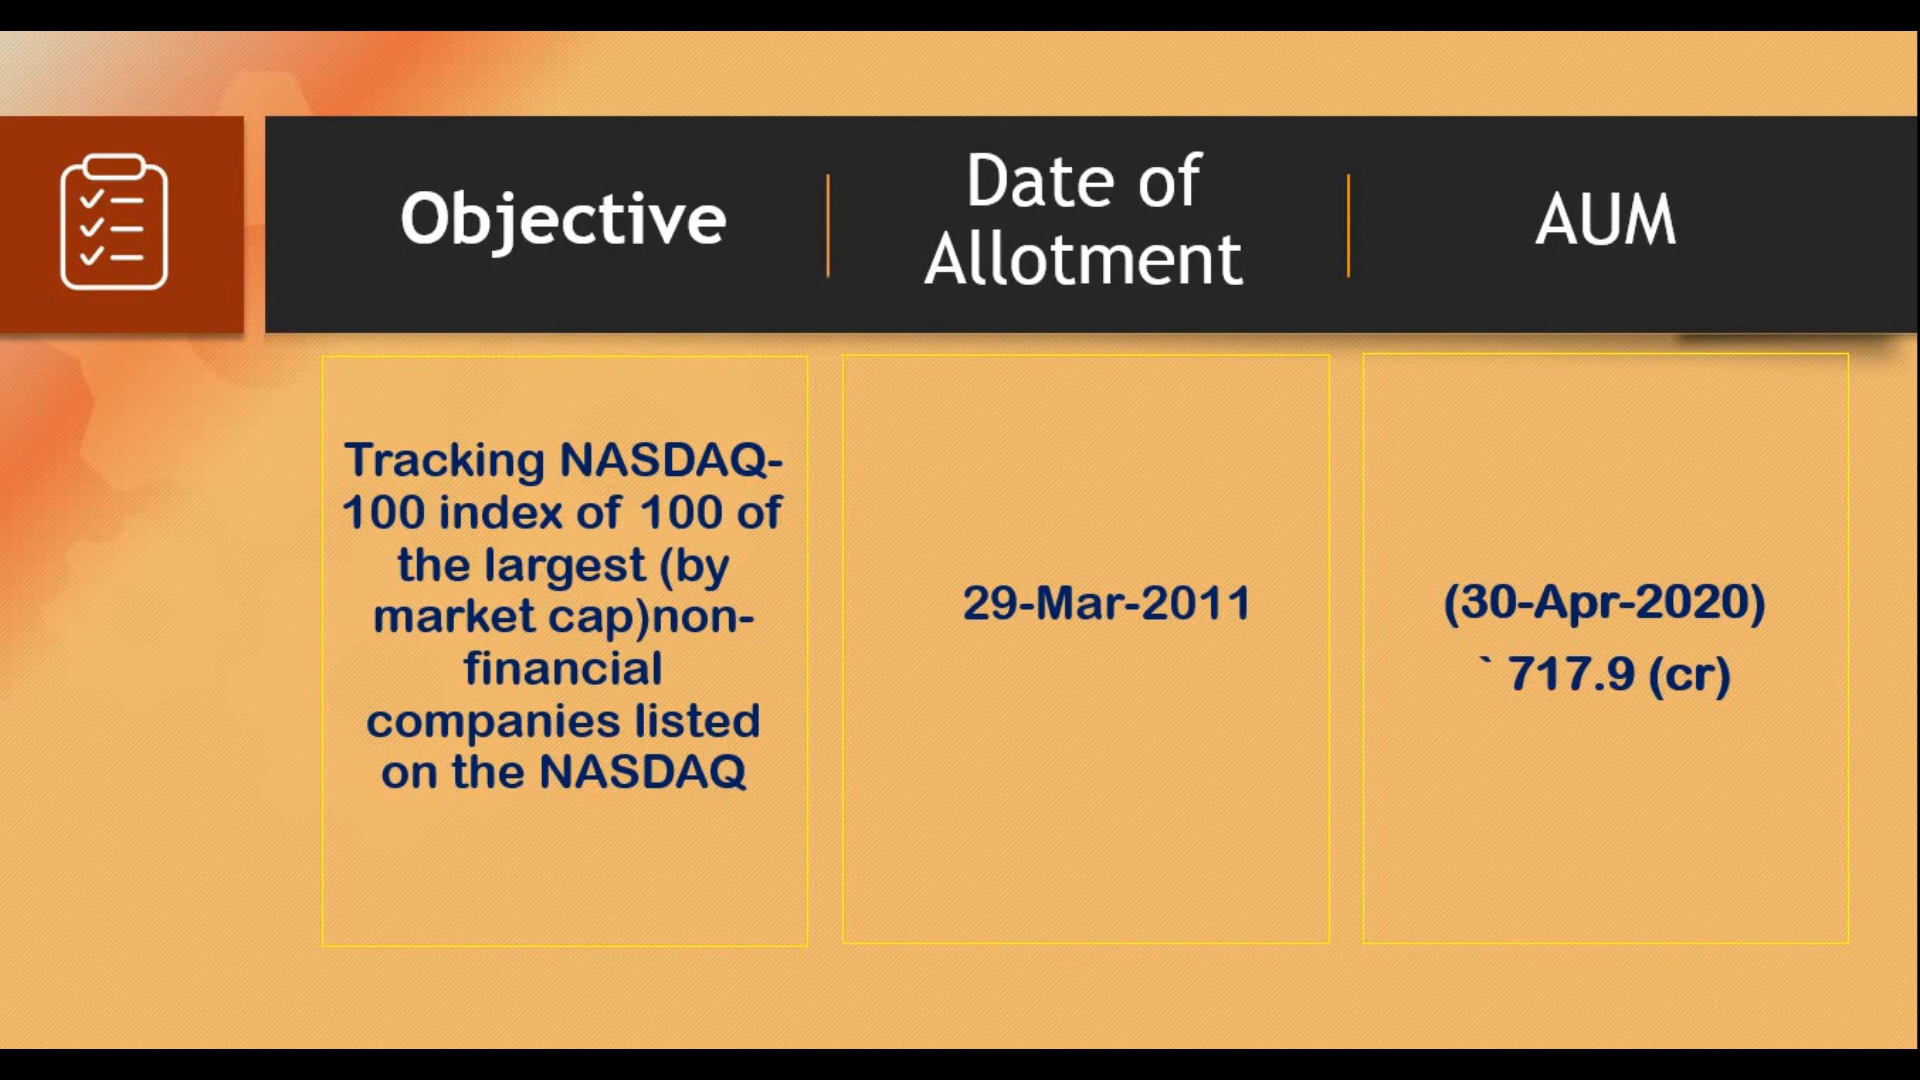 Objective
Date of
Allotment
AUM
Tracking NASDAQ-
100 index of 100 of
the largest (by
market cap)non-
financial
companies listed
on the NASDAQ
29-Mar-2011
(30-Apr-2020)
` 717.9 (cr)